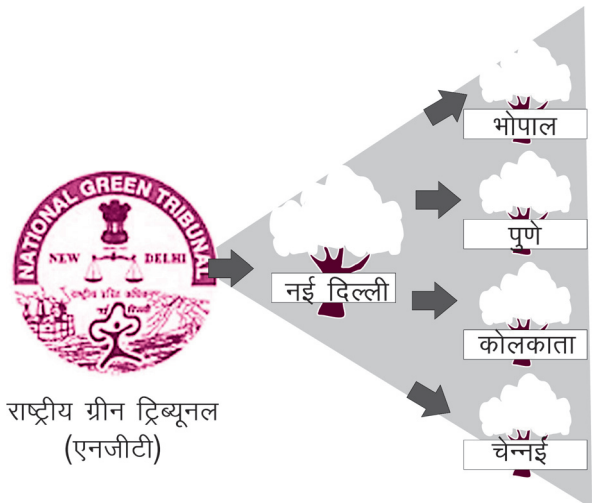 NATIONAL GREEN TRIBUNAL
NEW DELHI
राष्ट्रीय ग्रीन ट्रिब्यूनल
(एनजीटी)
नई दिल्ली
भोपाल
पुणे
कोलकाता
चेन्नई